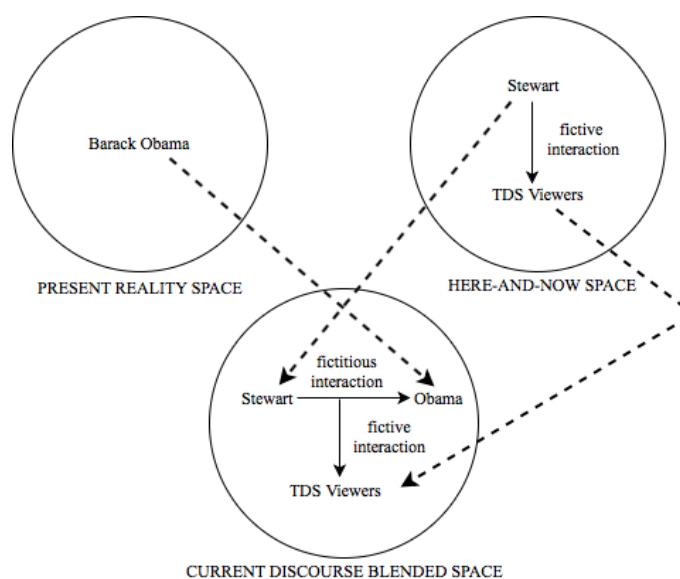 Barack Obama
PRESENT REALITY SPACE
Stewart
fictive
interaction
TDS Viewers
HERE-AND-NOW SPACE
fictitious
interaction
Stewart
Obama
fictive
interaction
TDS Viewers
CURRENT DISCOURSE BLENDED SPACE